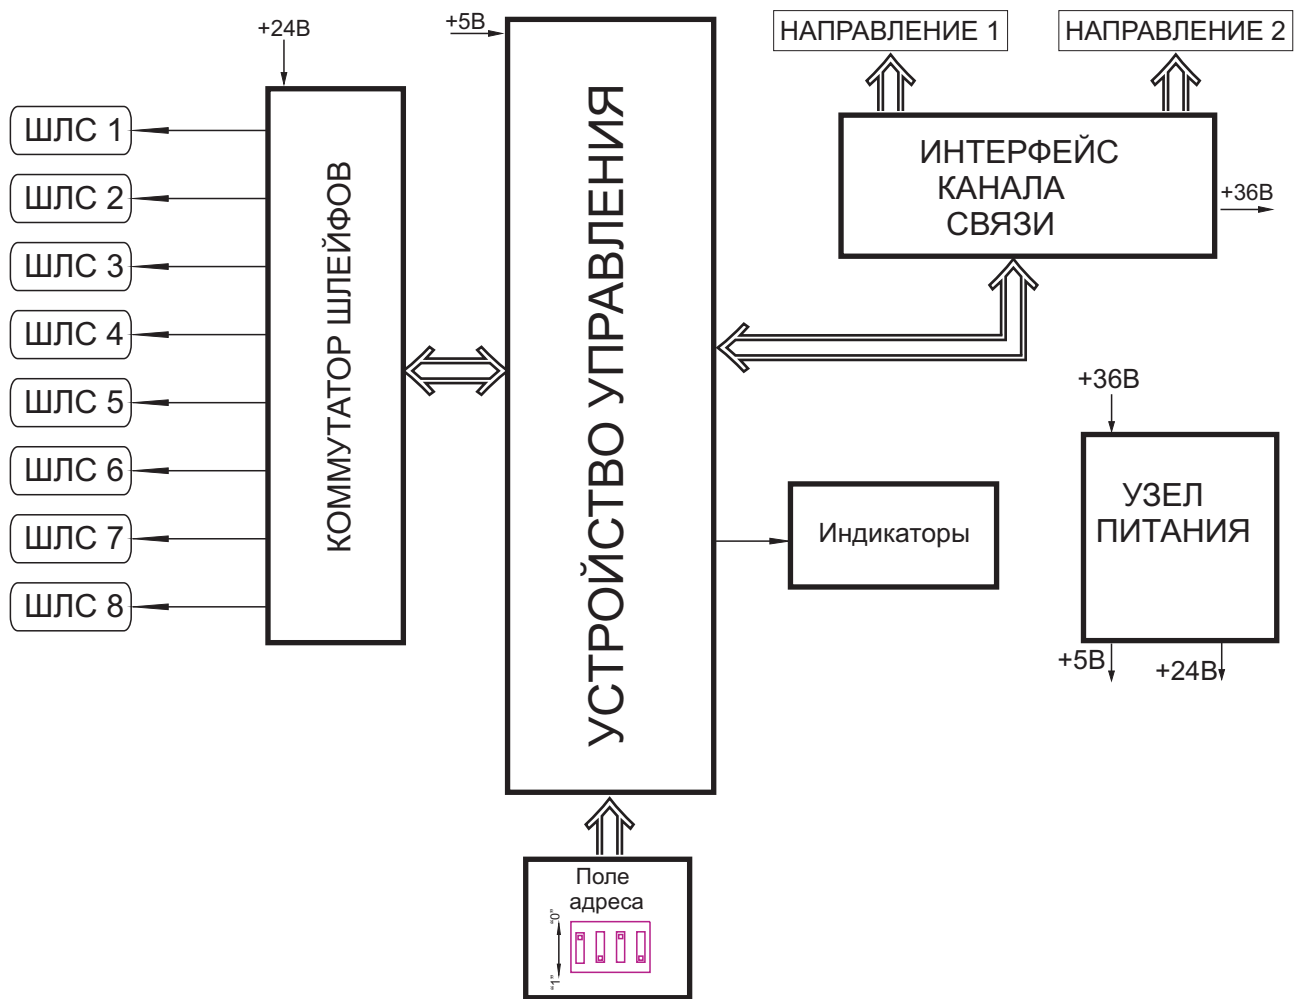 +24В
+5В
НАПРАВЛЕНИЕ 1
НАПРАВЛЕНИЕ 2
ШЛС 1
ШЛС 2
ШЛС 3
ШЛС 4
ШЛС 5
ШЛС 6
ШЛС 7
ШЛС 8
КОММУТАТОР ШЛЕЙФОВ
УСТРОЙСТВО УПРАВЛЕНИЯ
ИНТЕРФЕЙС
КАНАЛА
СВЯЗИ
+36В
+36В
УЗЕЛ
ПИТАНИЯ
+5В
+24В
Индикаторы
Поле
адреса
"0"
"1"